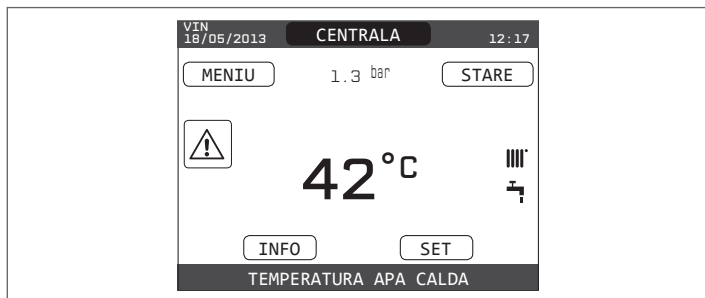 VIN
18/05/2013 CENTRALA 12:17
MENIU 1.3 bar STARE
42°C
INFO SET
TEMPERATURA APA CALDA